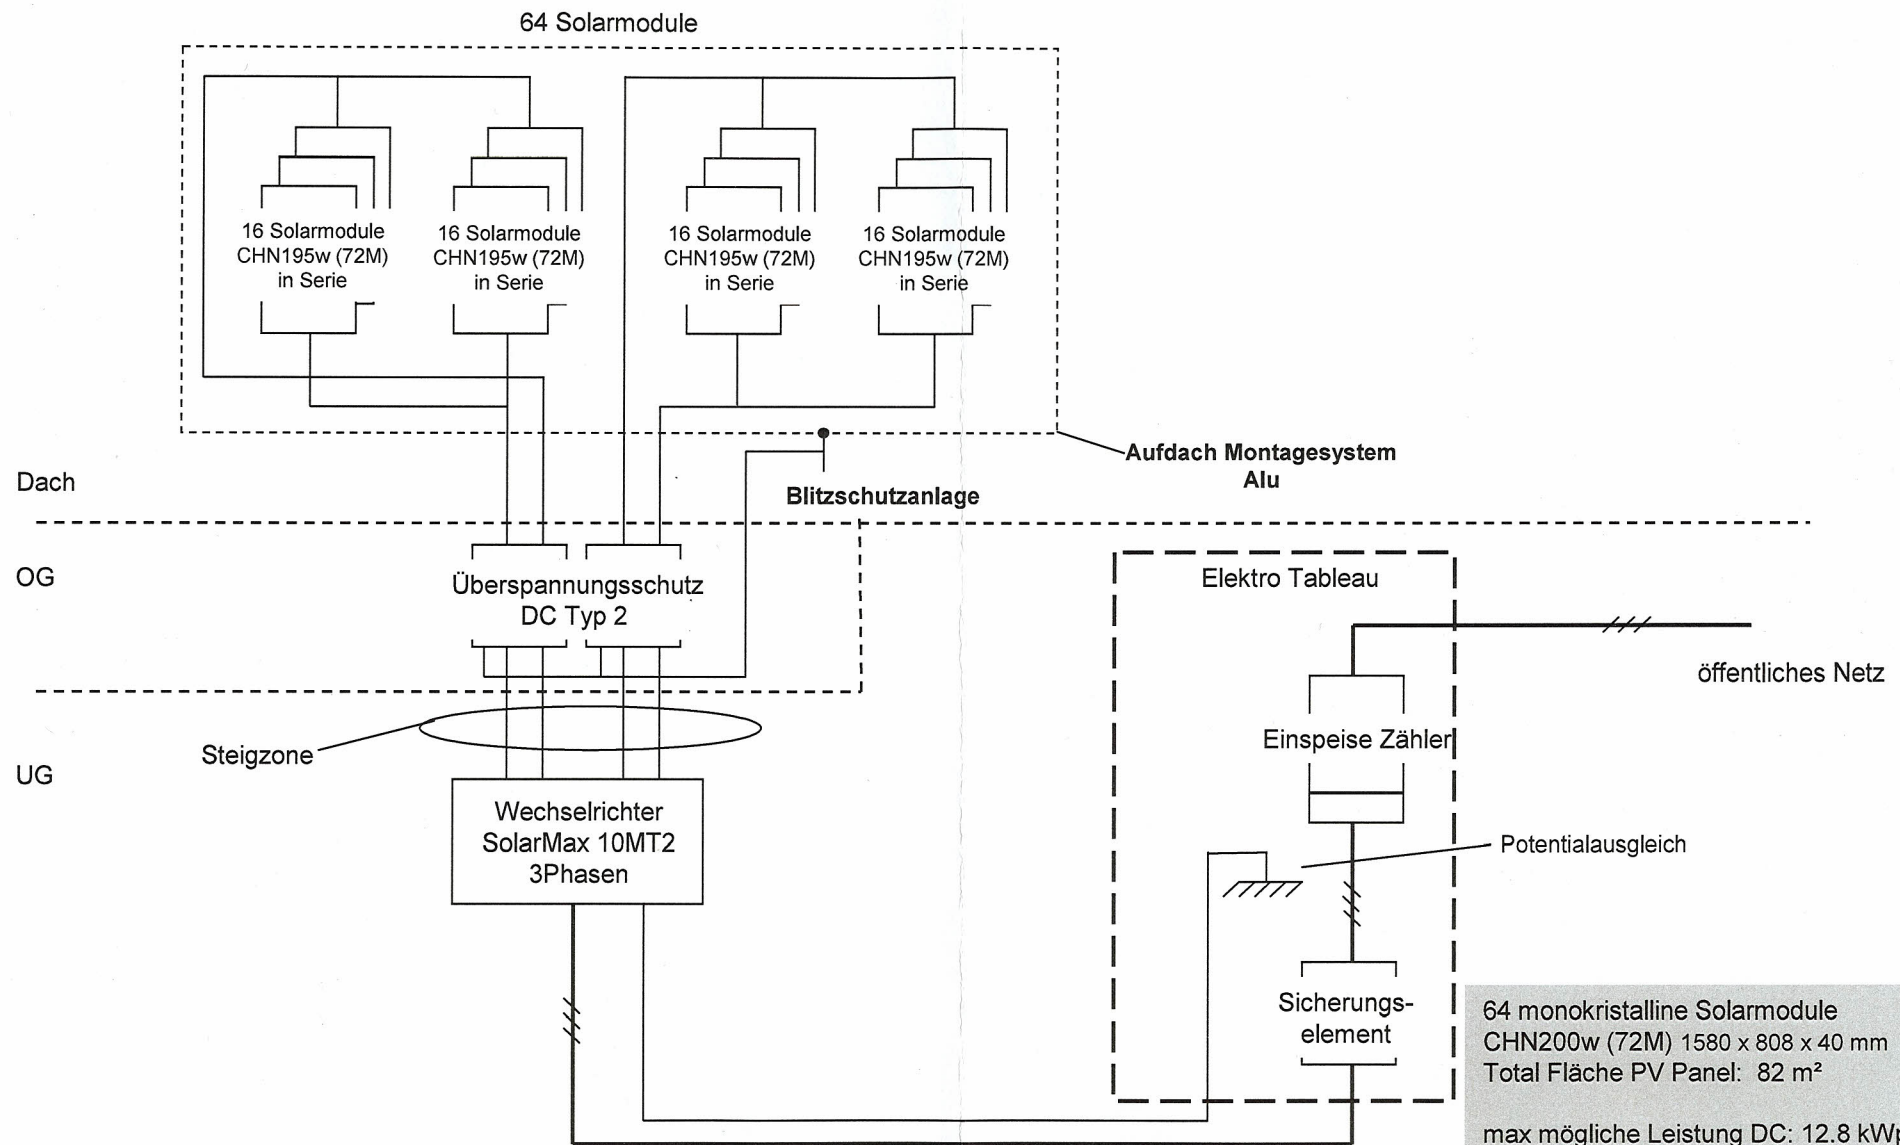 64 Solarmodule
16 Solarmodule
CHN195w (72M)
in Serie
16 Solarmodule
CHN195w (72M)
in Serie
16 Solarmodule
CHN195w (72M)
in Serie
16 Solarmodule
CHN195w (72M)
in Serie
Aufdach Montagesystem
Alu
Dach
Blitzschutzanlage
OG
Überspannungsschutz
DC Typ 2
Elektro Tableau
öffentliches Netz
Einspeise Zähler
Steigzone
UG
Wechselrichter
SolarMax 10MT2
3Phasen
Potentialausgleich
Sicherungs-
element
64 monokristalline Solarmodule
CHN200w (72M) 1580 x 808 x 40 mm
Total Fläche PV Panel: 82 m²
max mögliche Leistung DC: 12.8 kWp